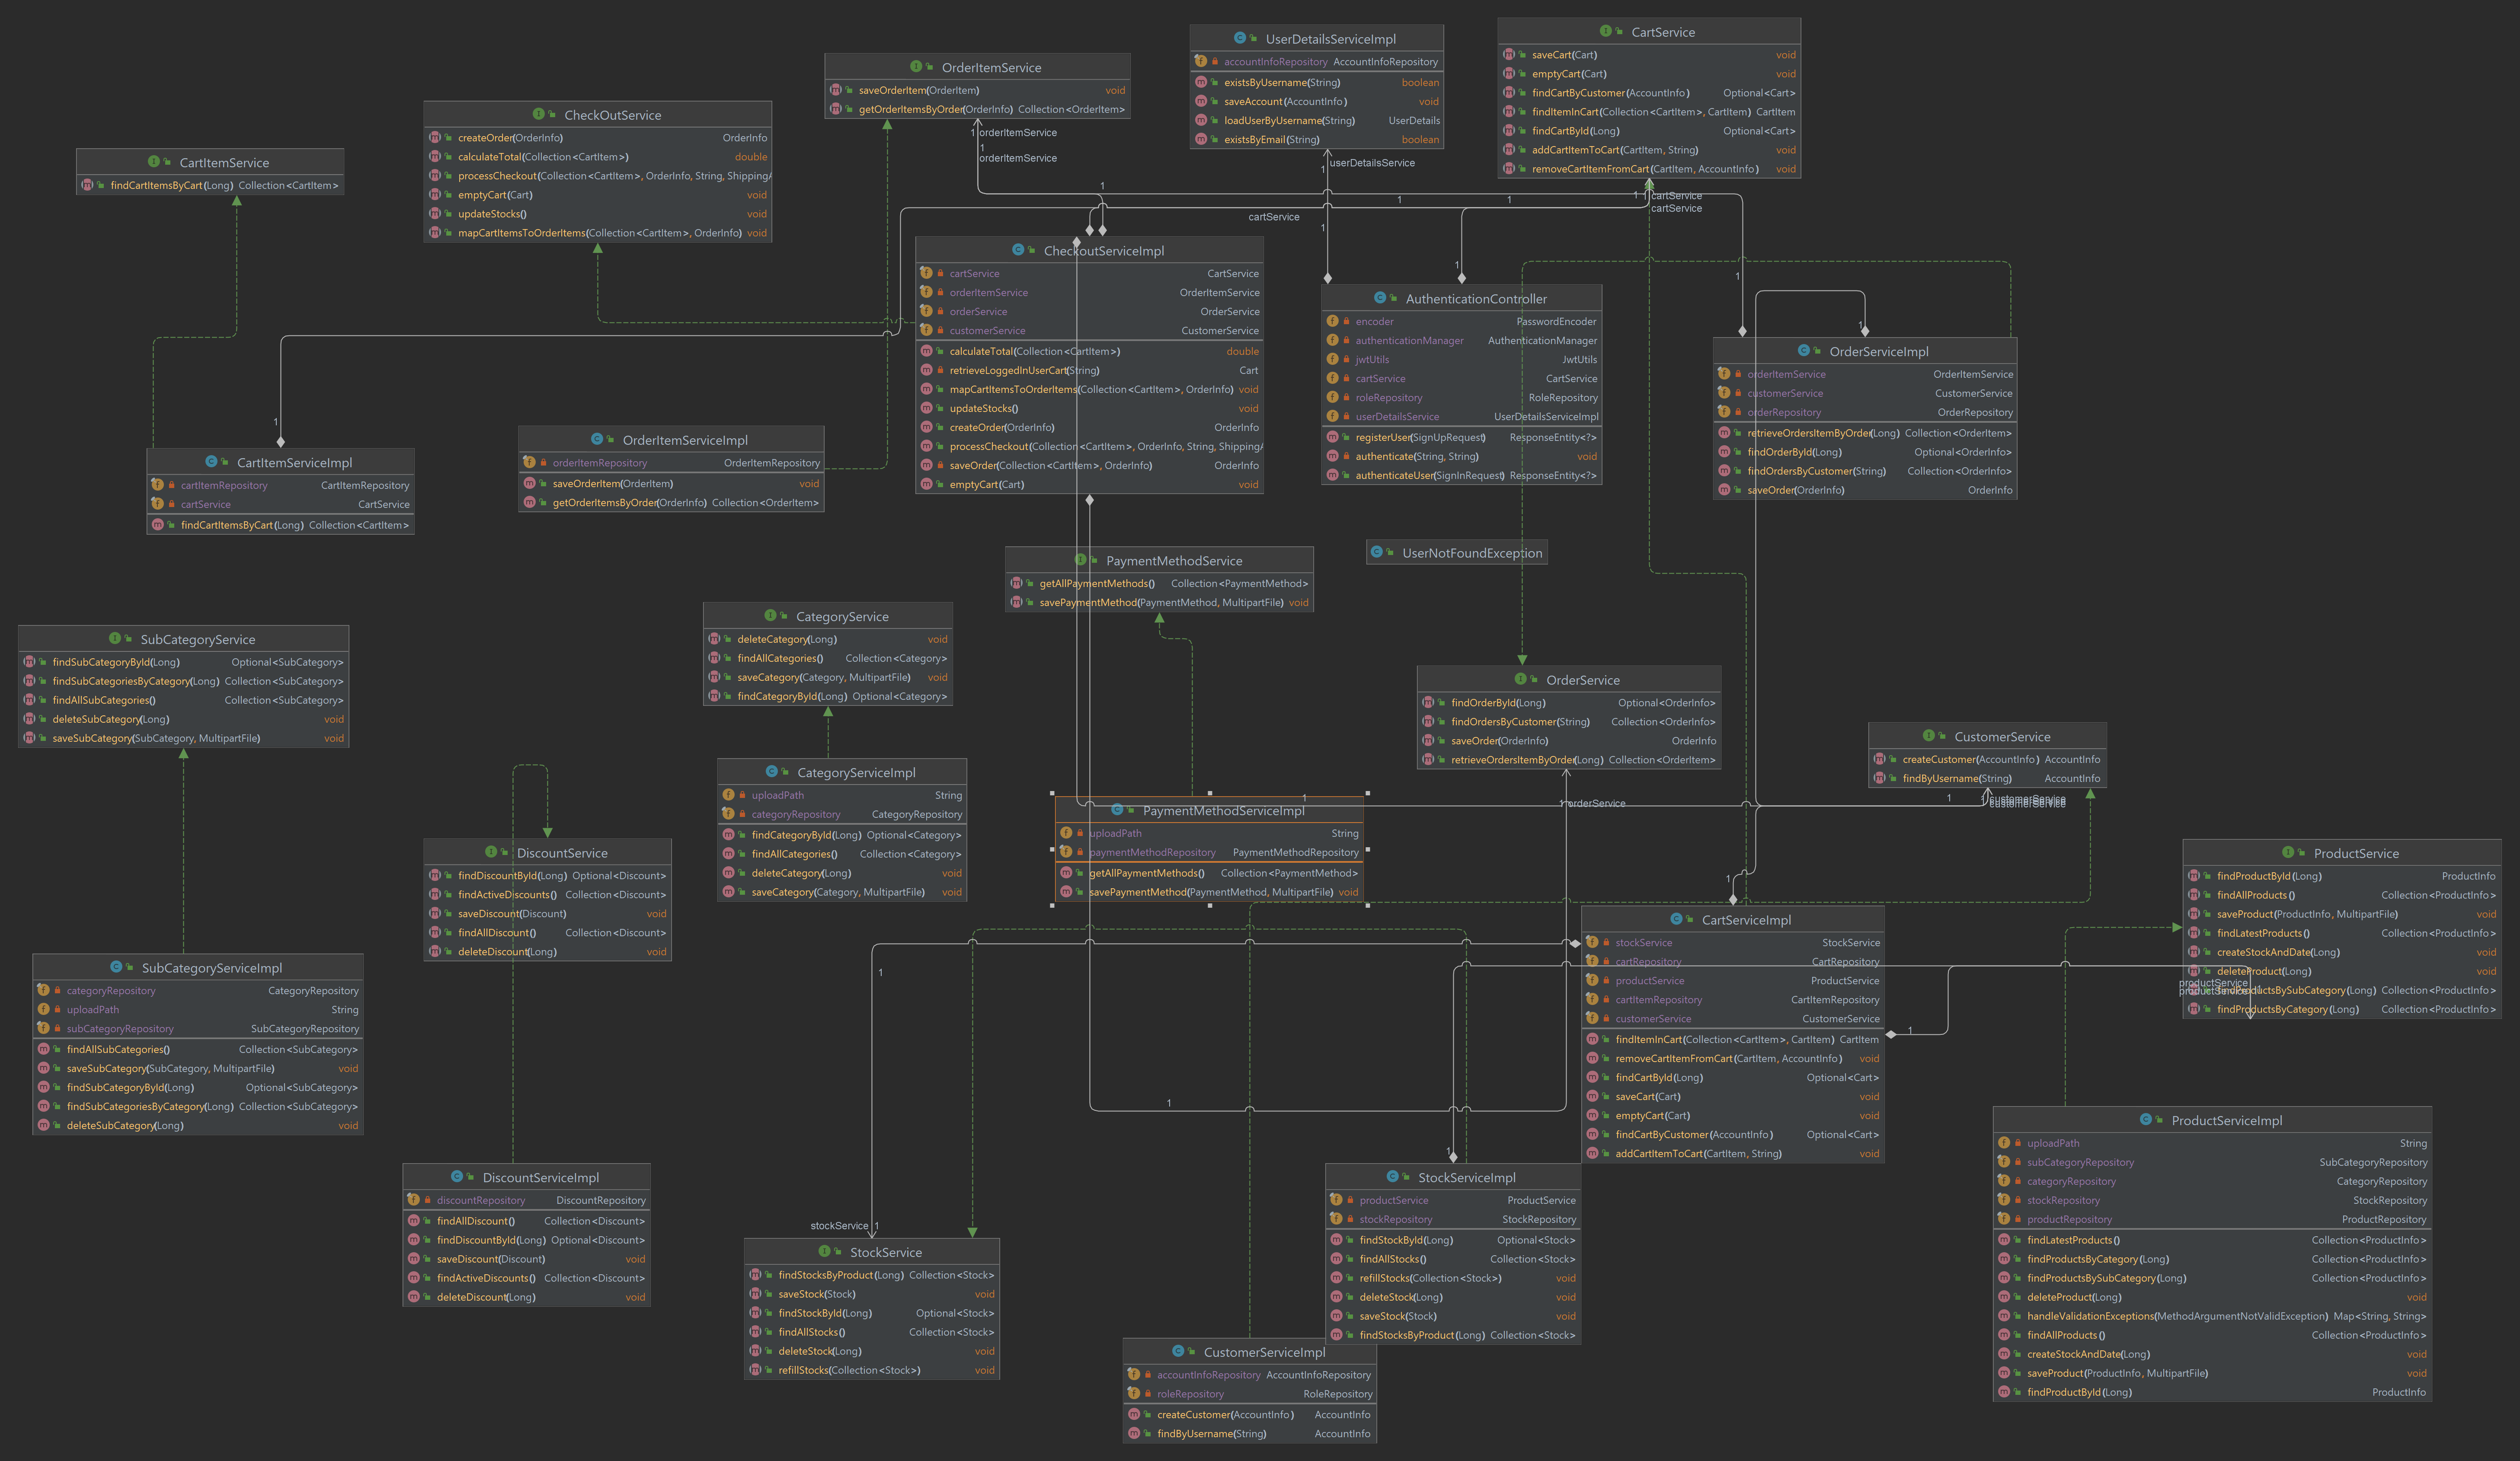 CartItemService
findCartItemsByCart(Long) Collection<CartItem>
CheckOutService
createOrder(OrderInfo) OrderInfo
calculateTotal(Collection<CartItem>) double
processCheckout(Collection<CartItem>, OrderInfo, String, Shipping
emptyCart(Cart) void
updateStocks() void
mapCartItemsToOrderItems(Collection<CartItem>, OrderInfo) void
OrderItemService
saveOrderItem(OrderItem) void
getOrderItemsByOrder(OrderInfo) Collection<OrderItem>
1 orderItemService
1
orderItemService
UserDetailsServiceImpl
accountInfoRepository AccountInfoRepository
existsByUsername(String) boolean
saveAccount(AccountInfo) void
loadUserByUsername(String) UserDetails
existsByEmail(String) boolean
userDetailsService
1
1
CartService
saveCart(Cart) void
emptyCart(Cart) void
findCartByCustomer(AccountInfo) Optional<Cart>
findItemInCart(Collection<CartItem>, CartItem) CartItem
findCartById(Long) Optional<Cart>
addCartItemToCart(CartItem, String) void
removeCartItemFromCart(CartItem, AccountInfo) void
1 1 cartService
cartService
cartService
1
1
1
CheckoutServiceImpl
cartService CartService
orderItemService OrderItemService
orderService OrderService
customerService CustomerService
calculateTotal(Collection<CartItem>) double
retrieveLoggedInUserCart(String) Cart
mapCartItemsToOrderItems(Collection<CartItem>, OrderInfo) void
updateStocks() void
createOrder(OrderInfo) OrderInfo
processCheckout(Collection<CartItem>, OrderInfo, String, Shipping
saveOrder(Collection<CartItem>, OrderInfo) OrderInfo
emptyCart(Cart) void
1
AuthenticationController
encoder PasswordEncoder
authenticationManager AuthenticationManager
jwtUtils JwtUtils
cartService CartService
roleRepository RoleRepository
userDetailsService UserDetailsServiceImpl
registerUser(SignUpRequest) ResponseEntity<?>
authenticate(String, String) void
authenticateUser(SignInRequest) ResponseEntity<?>
1
1
OrderServiceImpl
orderItemService OrderItemService
customerService CustomerService
orderRepository OrderRepository
retrieveOrdersItemByOrder(Long) Collection<OrderItem>
findOrderById(Long) Optional<OrderInfo>
findOrdersByCustomer(String) Collection<OrderInfo>
saveOrder(OrderInfo) OrderInfo
1
CartItemServiceImpl
cartItemRepository CartItemRepository
cartService CartService
findCartItemsByCart(Long) Collection<CartItem>
OrderItemServiceImpl
orderItemRepository OrderItemRepository
saveOrderItem(OrderItem) void
getOrderItemsByOrder(OrderInfo) Collection<OrderItem>
PaymentMethodService
getAllPaymentMethods() Collection<PaymentMethod>
savePaymentMethod(PaymentMethod, MultipartFile) void
UserNotFoundException
SubCategoryService
findSubCategoryById(Long) Optional<SubCategory>
findSubCategoriesByCategory(Long) Collection<SubCategory>
findAllSubCategories() Collection<SubCategory>
deleteSubCategory(Long) void
saveSubCategory(SubCategory, MultipartFile) void
CategoryService
deleteCategory(Long) void
findAllCategories() Collection<Category>
saveCategory(Category, MultipartFile) void
findCategoryById(Long) Optional<Category>
OrderService
findOrderById(Long) Optional<OrderInfo>
findOrdersByCustomer(String) Collection<OrderInfo>
saveOrder(OrderInfo) OrderInfo
retrieveOrdersItemByOrder(Long) Collection<OrderItem>
CustomerService
createCustomer(AccountInfo) AccountInfo
findByUsername(String) AccountInfo
1
1 orderService
1
1 customerService
customerService
CategoryServiceImpl
uploadPath String
categoryRepository CategoryRepository
findCategoryById(Long) Optional<Category>
findAllCategories() Collection<Category>
deleteCategory(Long) void
saveCategory(Category, MultipartFile) void
PaymentMethodServiceImpl
uploadPath String
paymentMethodRepository PaymentMethodRepository
getAllPaymentMethods() Collection<PaymentMethod>
savePaymentMethod(PaymentMethod, MultipartFile) void
DiscountService
findDiscountById(Long) Optional<Discount>
findActiveDiscounts() Collection<Discount>
saveDiscount(Discount) void
findAllDiscount() Collection<Discount>
deleteDiscount(Long) void
ProductService
findProductById(Long) ProductInfo
findAllProducts() Collection<ProductInfo>
saveProduct(ProductInfo, MultipartFile) void
findLatestProducts() Collection<ProductInfo>
createStockAndDate(Long) void
deleteProduct(Long) void
productService
findProductsBySubCategory(Long) Collection<ProductInfo>
findProductsByCategory(Long) Collection<ProductInfo>
1
CartServiceImpl
stockService StockService
cartRepository CartRepository
productService ProductService
cartItemRepository CartItemRepository
customerService CustomerService
findItemInCart(Collection<CartItem>, CartItem) CartItem
removeCartItemFromCart(CartItem, AccountInfo) void
findCartById(Long) Optional<Cart>
saveCart(Cart) void
emptyCart(Cart) void
findCartByCustomer(AccountInfo) Optional<Cart>
addCartItemToCart(CartItem, String) void
1
1
1
SubCategoryServiceImpl
categoryRepository CategoryRepository
uploadPath String
subCategoryRepository SubCategoryRepository
findAllSubCategories() Collection<SubCategory>
saveSubCategory(SubCategory, MultipartFile) void
findSubCategoryById(Long) Optional<SubCategory>
findSubCategoriesByCategory(Long) Collection<SubCategory>
deleteSubCategory(Long) void
DiscountServiceImpl
discountRepository DiscountRepository
findAllDiscount() Collection<Discount>
findDiscountById(Long) Optional<Discount>
saveDiscount(Discount) void
findActiveDiscounts() Collection<Discount>
deleteDiscount(Long) void
stockService 1
StockService
findStocksByProduct(Long) Collection<Stock>
saveStock(Stock) void
findStockById(Long) Optional<Stock>
findAllStocks() Collection<Stock>
deleteStock(Long) void
refillStocks(Collection<Stock>) void
1
StockServiceImpl
productService ProductService
stockRepository StockRepository
findStockById(Long) Optional<Stock>
findAllStocks() Collection<Stock>
refillStocks(Collection<Stock>) void
deleteStock(Long) void
saveStock(Stock) void
findStocksByProduct(Long) Collection<Stock>
CustomerServiceImpl
accountInfoRepository AccountInfoRepository
roleRepository RoleRepository
createCustomer(AccountInfo) AccountInfo
findByUsername(String) AccountInfo
ProductServiceImpl
uploadPath String
subCategoryRepository SubCategoryRepository
categoryRepository CategoryRepository
stockRepository StockRepository
productRepository ProductRepository
findLatestProducts() Collection<ProductInfo>
findProductsByCategory(Long) Collection<ProductInfo>
findProductsBySubCategory(Long) Collection<ProductInfo>
deleteProduct(Long) void
handleValidationExceptions(MethodArgumentNotValidException) Map<String, String>
findAllProducts() Collection<ProductInfo>
createStockAndDate(Long) void
saveProduct(ProductInfo, MultipartFile) void
findProductById(Long) ProductInfo